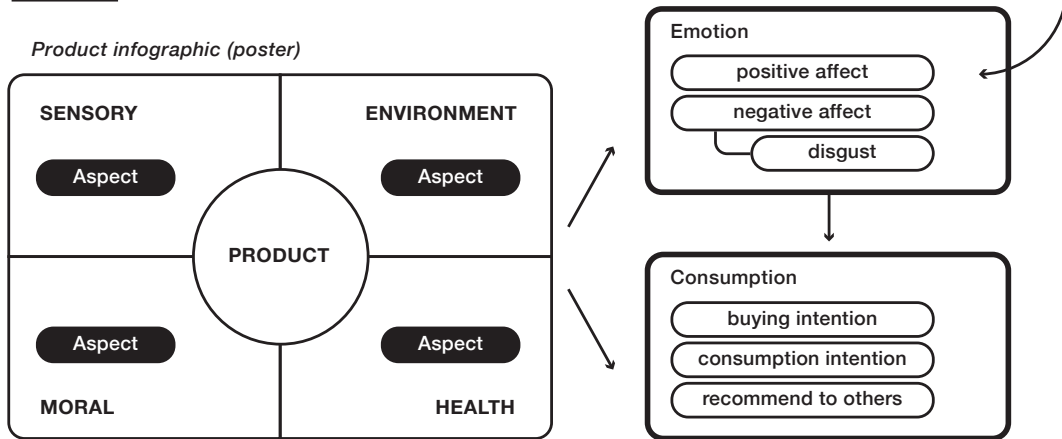 Product infographic (poster)
SENSORY
ENVIRONMENT
Aspect
Aspect
PRODUCT
Aspect
Aspect
MORAL
HEALTH
Emotion
positive affect
negative affect
disgust
Consumption
buying intention
consumption intention
recommend to others